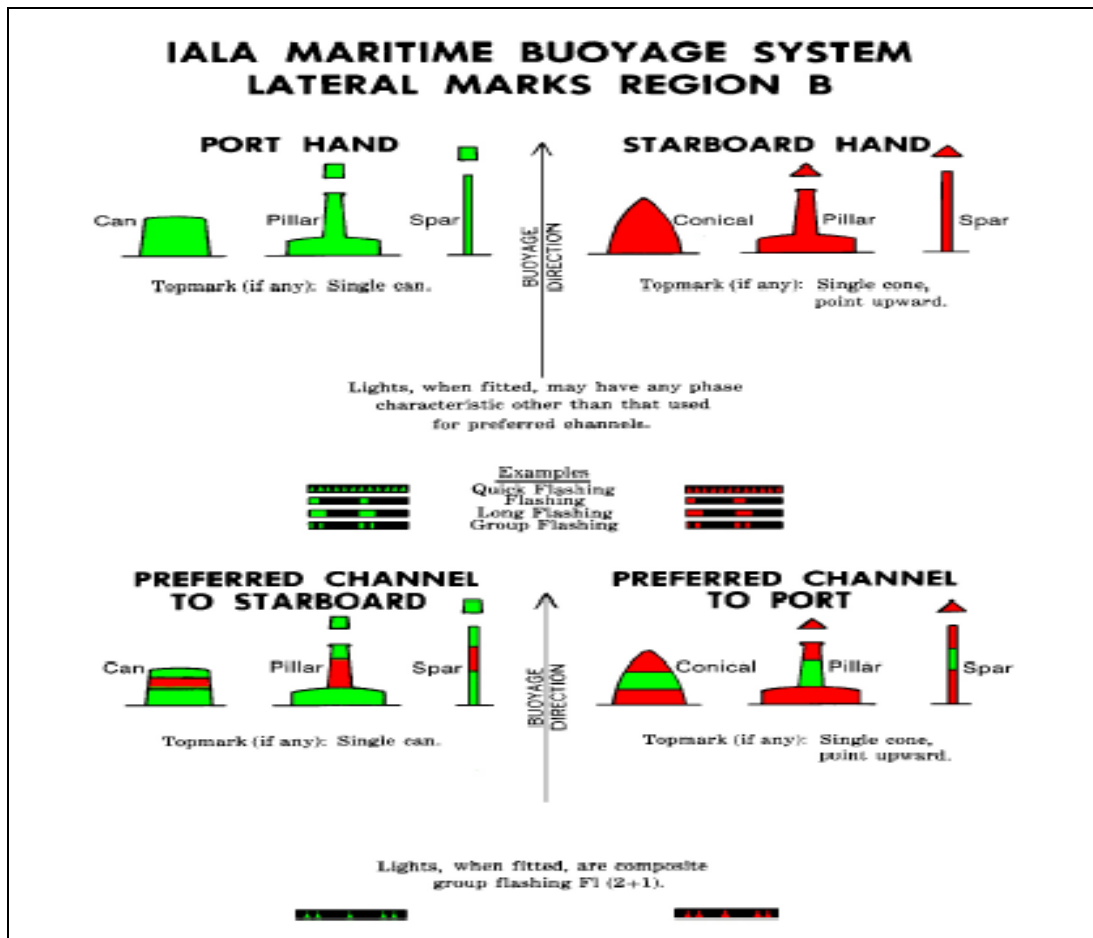 IALA MARITIME BUOYAGE SYSTEM
LATERAL MARKS REGION B
PORT HAND
Can
Pillar
Spar
Topmark (if any): Single can.
BUOYAGE
DIRECTION
STARBOARD HAND
Conical
Pillar
Spar
Topmark (if any): Single cone,
point upward.
Lights, when fitted, may have any phase
characteristic other than that used
for preferred channels.
Examples
Quick Flashing
Flashing
Long Flashing
Group Flashing
PREFERRED CHANNEL
TO STARBOARD
Can
Pillar
Spar
Topmark (if any): Single can.
BUOYAGE
DIRECTION
PREFERRED CHANNEL
TO PORT
Conical
Pillar
Spar
Topmark (if any): Single cone,
point upward.
Lights, when fitted, are composite
group flashing Fl (2+1).